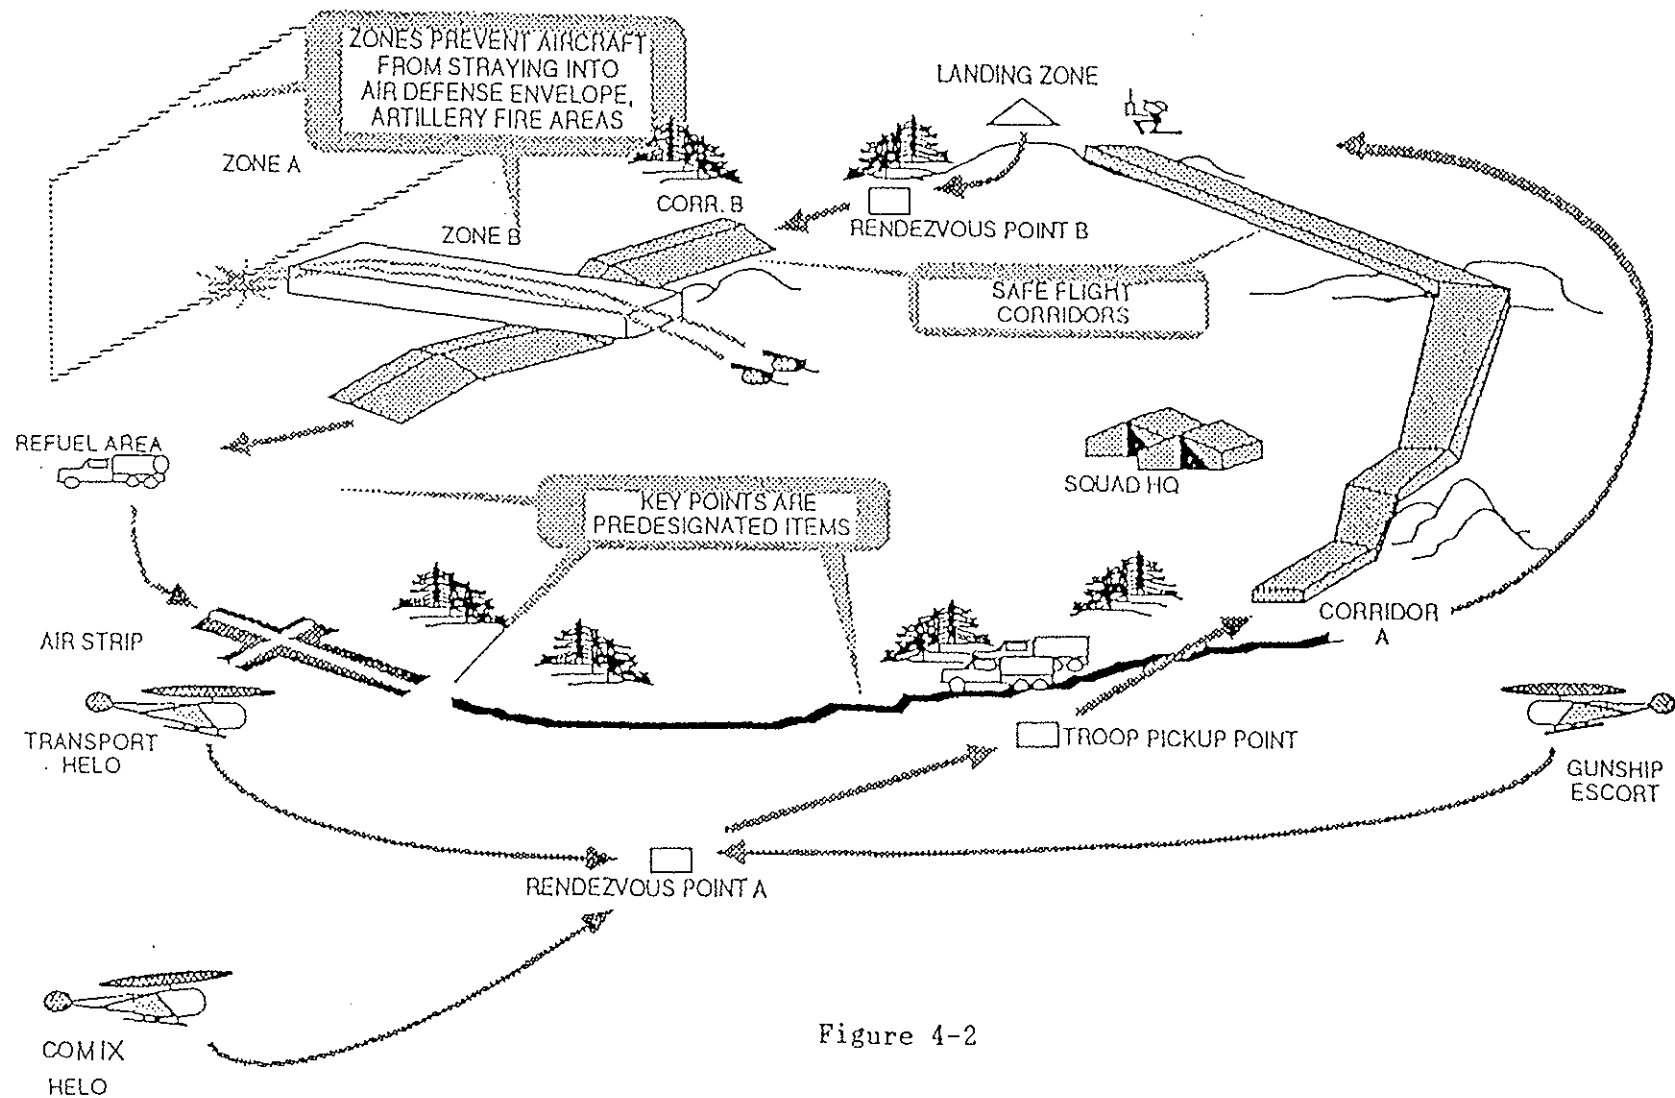 ZONES PREVENT AIRCRAFT
FROM STRAYING INTO
AIR DEFENSE ENVELOPE,
ARTILLERY FIRE AREAS
LANDING ZONE
ZONE A
CORR. B
ZONE B
RENDEZVOUS POINT B
SAFE FLIGHT
CORRIDORS
REFUEL AREA
SQUAD HQ
KEY POINTS ARE
PREDESIGNATED ITEMS
CORRIDOR
A
AIR STRIP
TRANSPORT
HELO
TROOP PICKUP POINT
GUNSHIP
ESCORT
RENDEZVOUS POINT A
COMIX
HELO
Figure 4-2